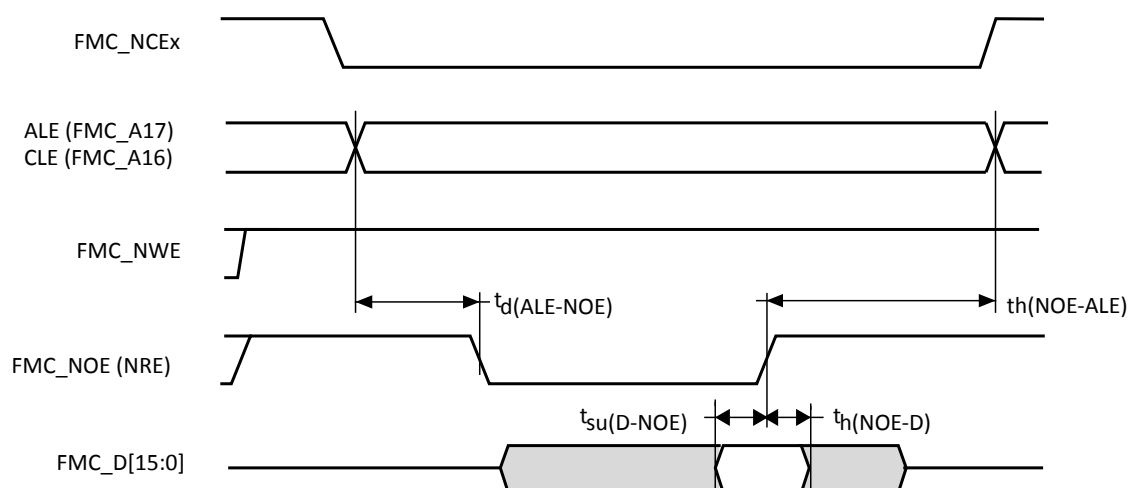 FMC_NCEx
ALE (FMC_A17)
CLE (FMC_A16)
FMC_NWE
td(ALE-NOE)
th(NOE-ALE)
FMC_NOE (NRE)
tsu(D-NOE)
th(NOE-D)
FMC_D[15:0]